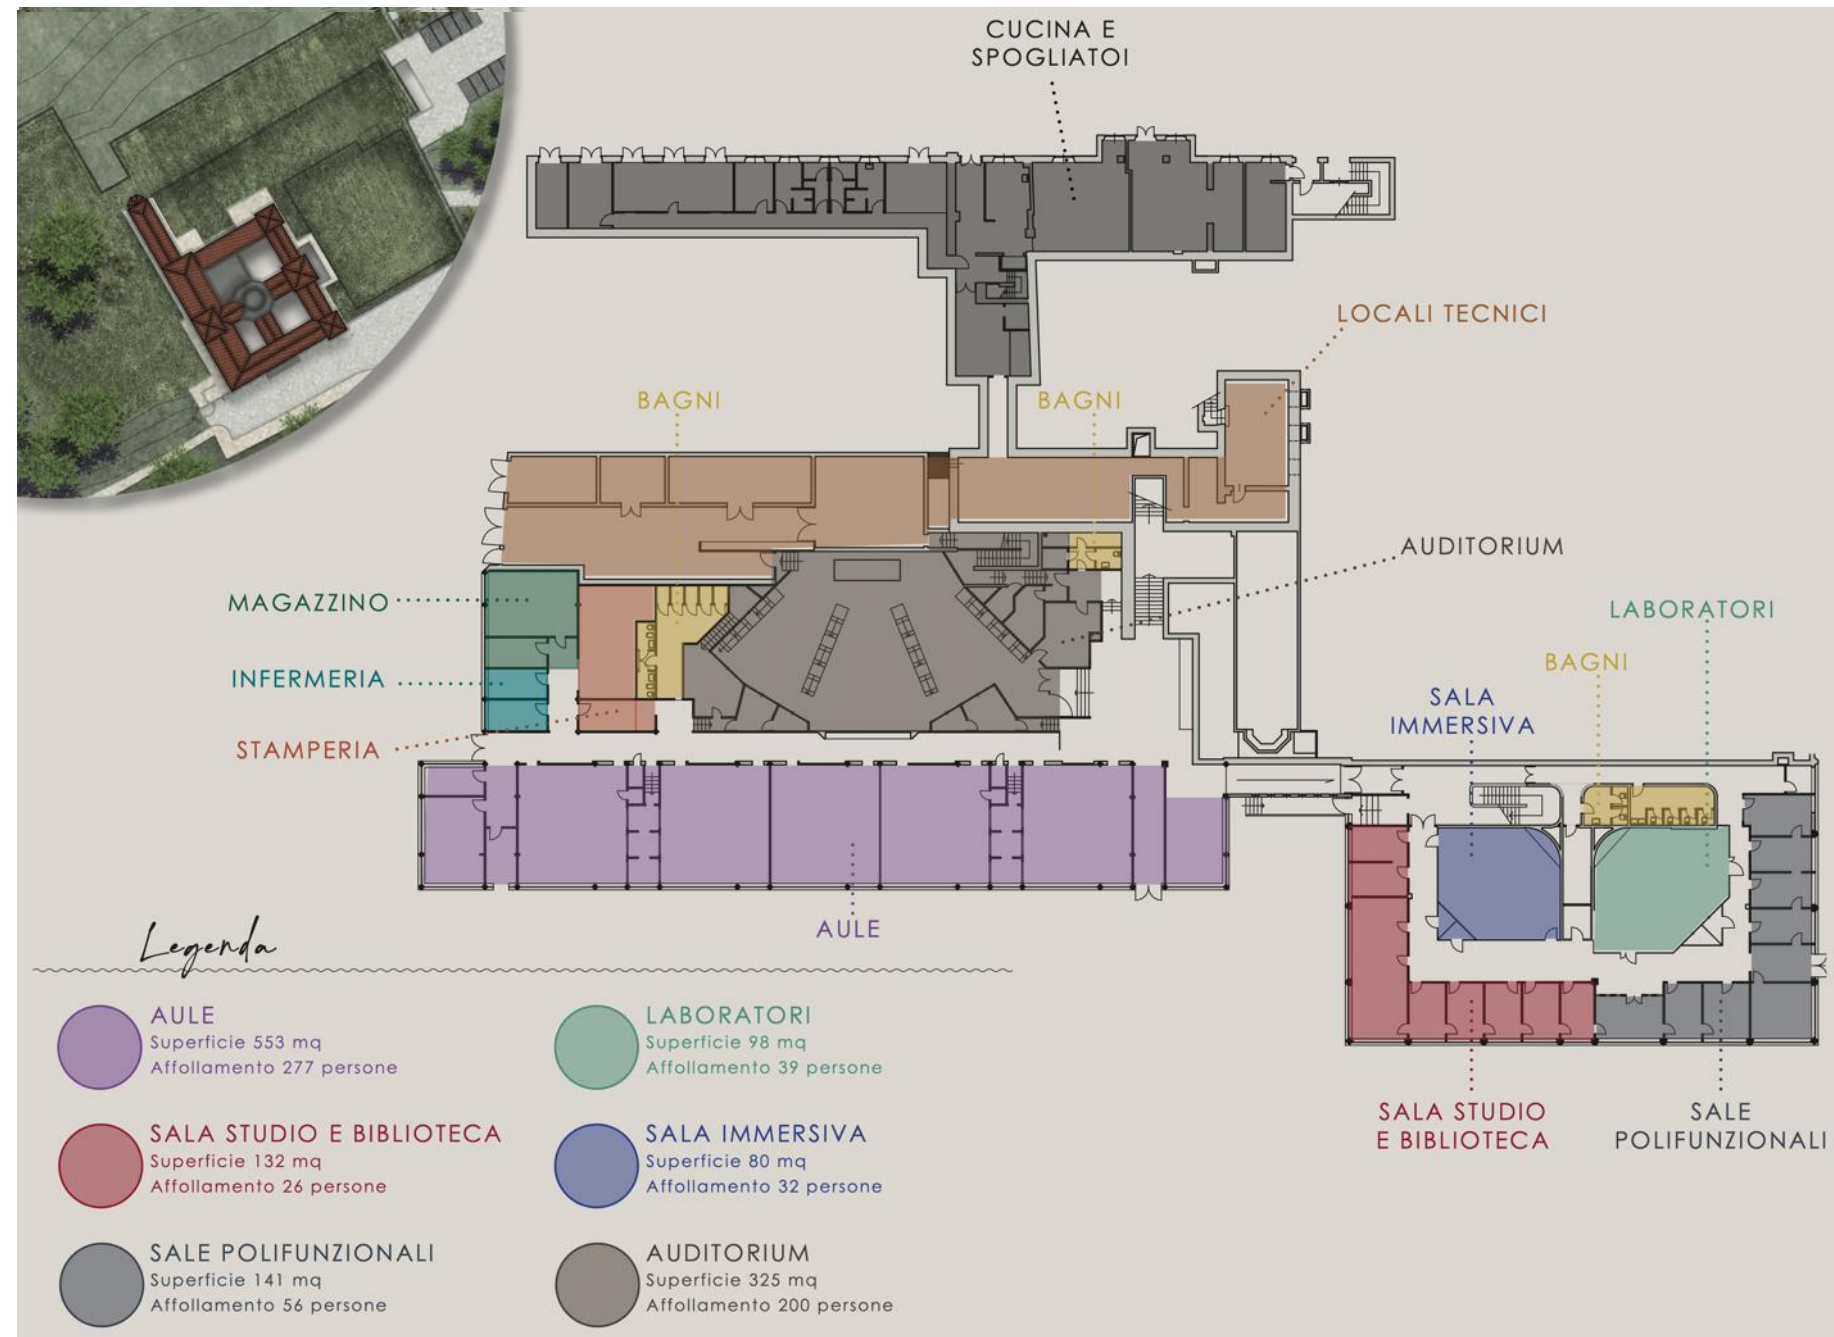 CUCINA E
SPOGLIATOI
LOCALI TECNICI
BAGNI
BAGNI
AUDITORIUM
MAGAZZINO
LABORATORI
INFERMERIA
BAGNI
SALA
IMMERSIVA
STAMPERIA
AULE
SALA STUDIO
E BIBLIOTECA
SALE
POLIFUNZIONALI
Legenda
AULE
Superficie 553 mq
Affollamento 277 persone
LABORATORI
Superficie 98 mq
Affollamento 39 persone
SALA STUDIO E BIBLIOTECA
Superficie 132 mq
Affollamento 26 persone
SALA IMMERSIVA
Superficie 80 mq
Affollamento 32 persone
SALE POLIFUNZIONALI
Superficie 141 mq
Affollamento 56 persone
AUDITORIUM
Superficie 325 mq
Affollamento 200 persone